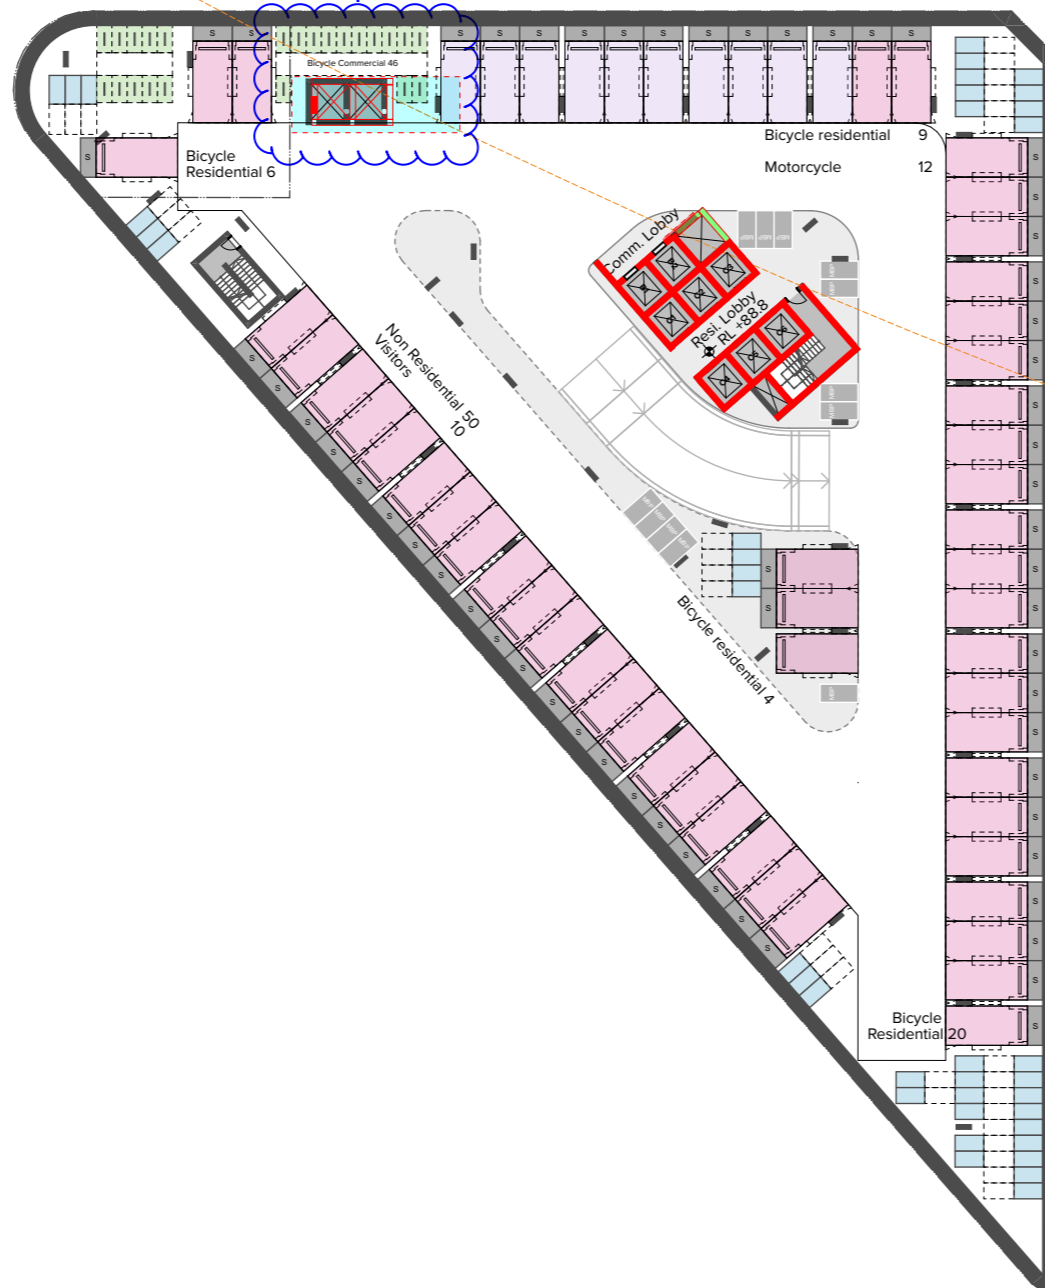 Bicycle Commercial 46
Bicycle residential 9
Motorcycle 12
Bicycle
Residential 6
Comm. Lobby
Resi. Lobby
RL +88.8
Non Residential 50
Visitors 10
Bicycle residential 4
Bicycle
Residential 20
S
MBP